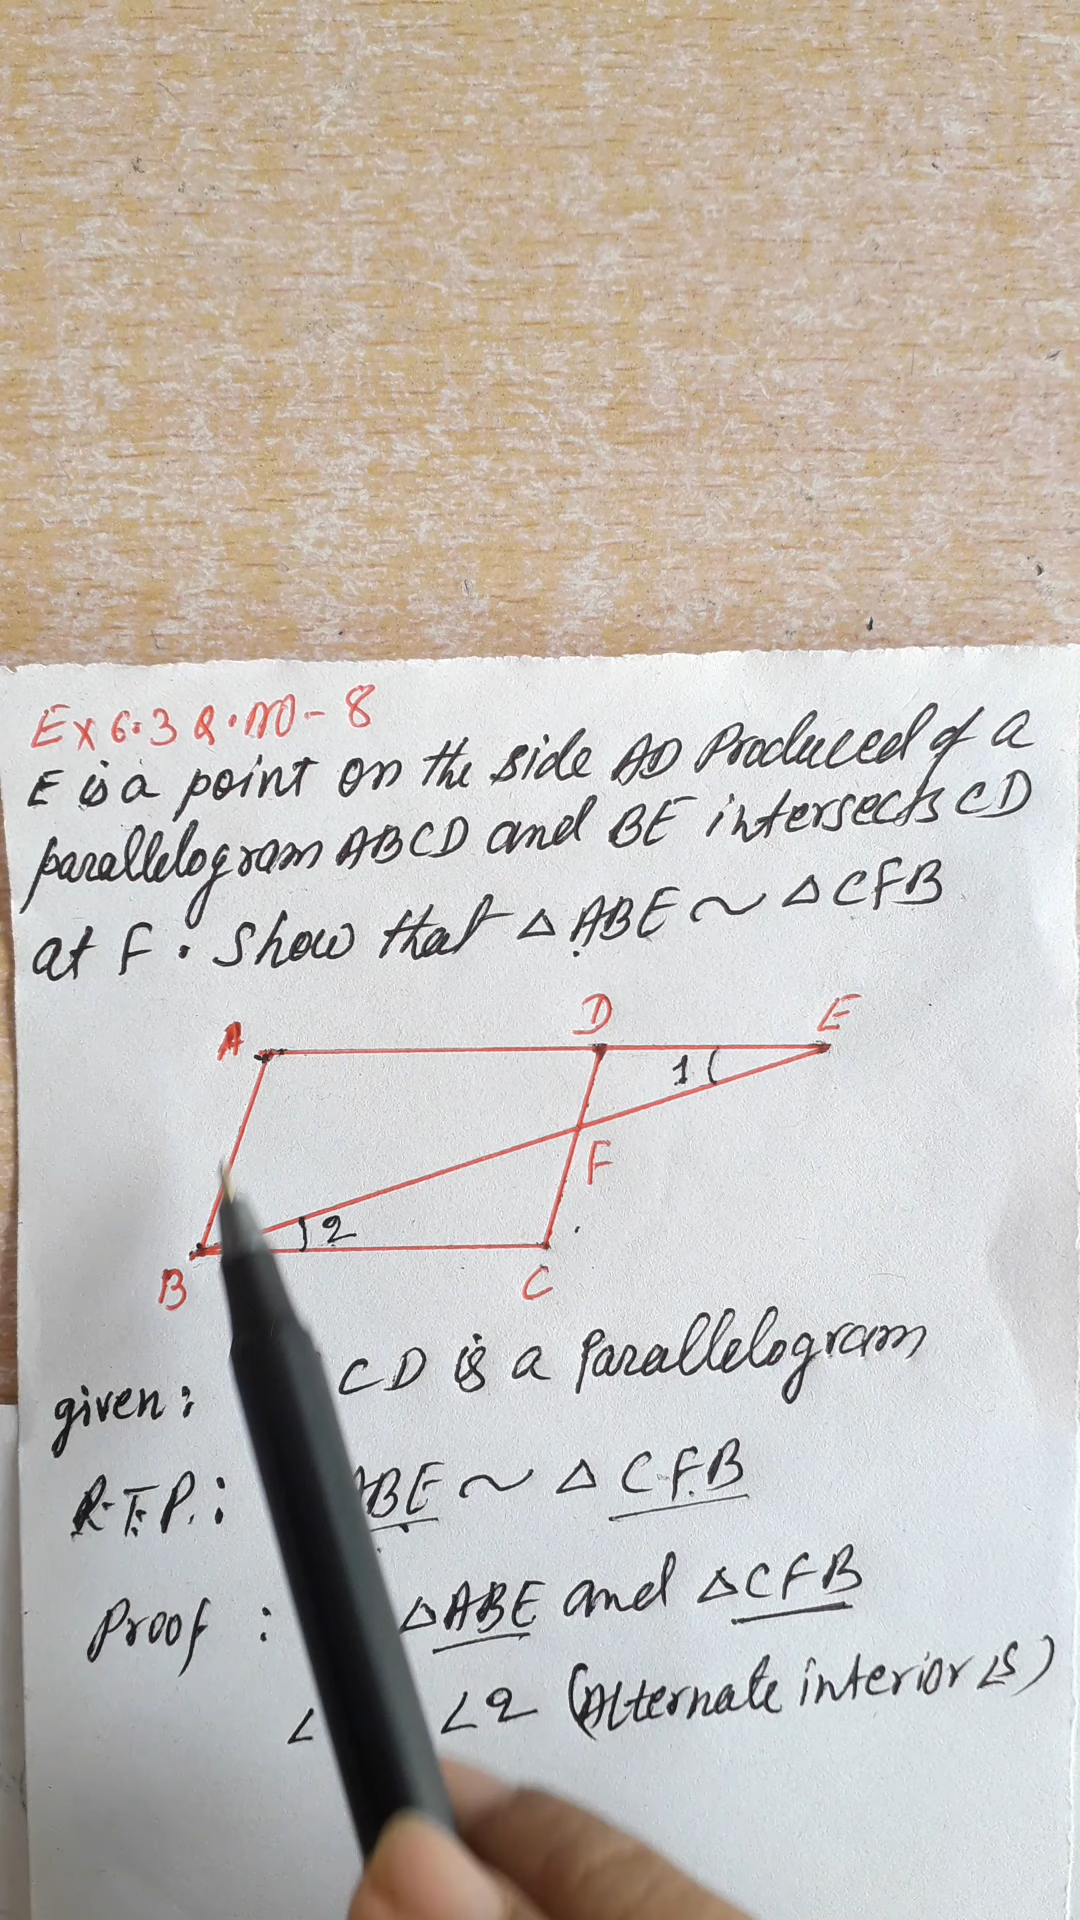 Ex 6.3 Q.NO-8
E is a point on the side AD Produced of a
parallelogram ABCD and BE intersects CD
at F. Show that △ABE ~ △CFB
A D E
1
F
2
B C
given: CD is a Parallelogram
R.T.P.: BE ~ △CFB
Proof : △ABE and △CFB
∠ ∠2 (Alternate interior ∠s)